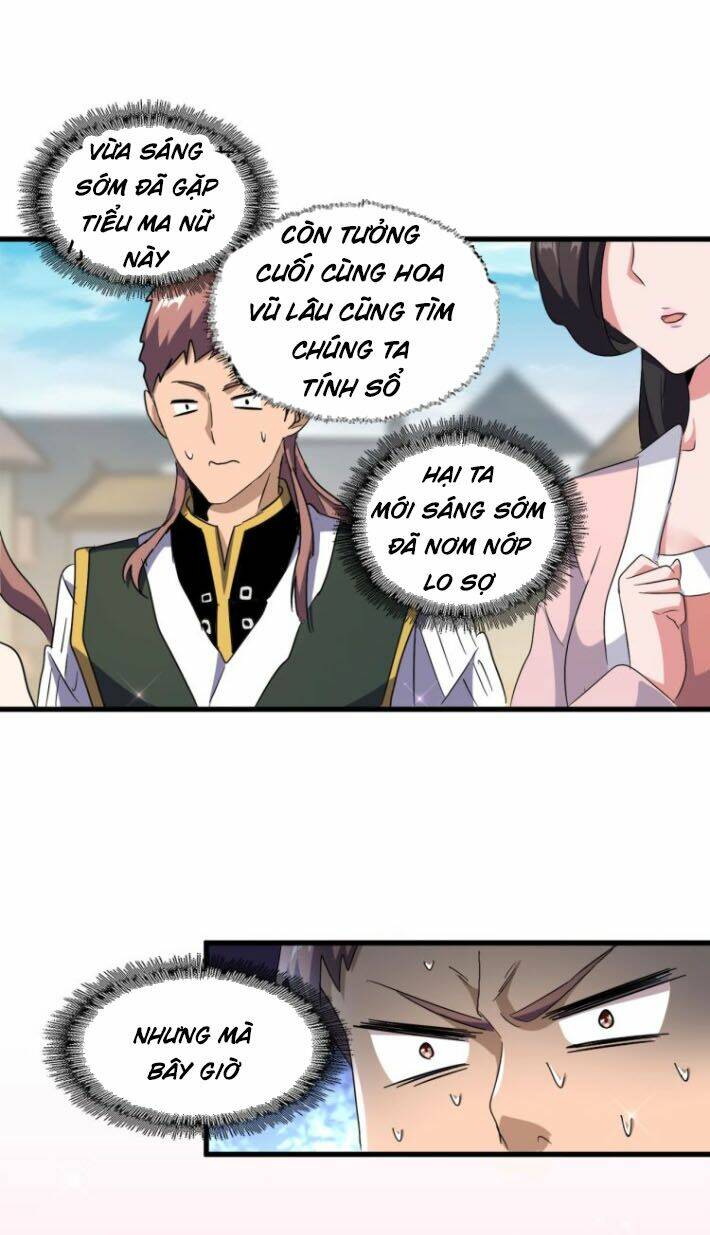 VỪA SÁNG
SỚM ĐÃ GẶP
TIỂU MA NỮ
NÀY
CÒN TƯỞNG
CUỐI CÙNG HOA
VŨ LÂU CŨNG TÌM
CHÚNG TA
TÍNH SỔ
HẠI TA
MỚI SÁNG SỚM
ĐÃ NƠM NỚP
LO SỢ
NHƯNG MÀ
BÂY GIỜ